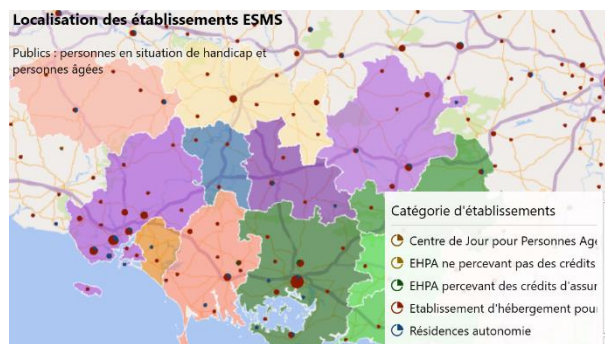 Localisation des établissements ESMS
Publics : personnes en situation de handicap et
personnes âgées
Catégorie d'établissements
Centre de Jour pour Personnes Age
EHPA ne percevant pas des crédits
EHPA percevant des crédits d'assur
Etablissement d'hébergement pour
Résidences autonomie